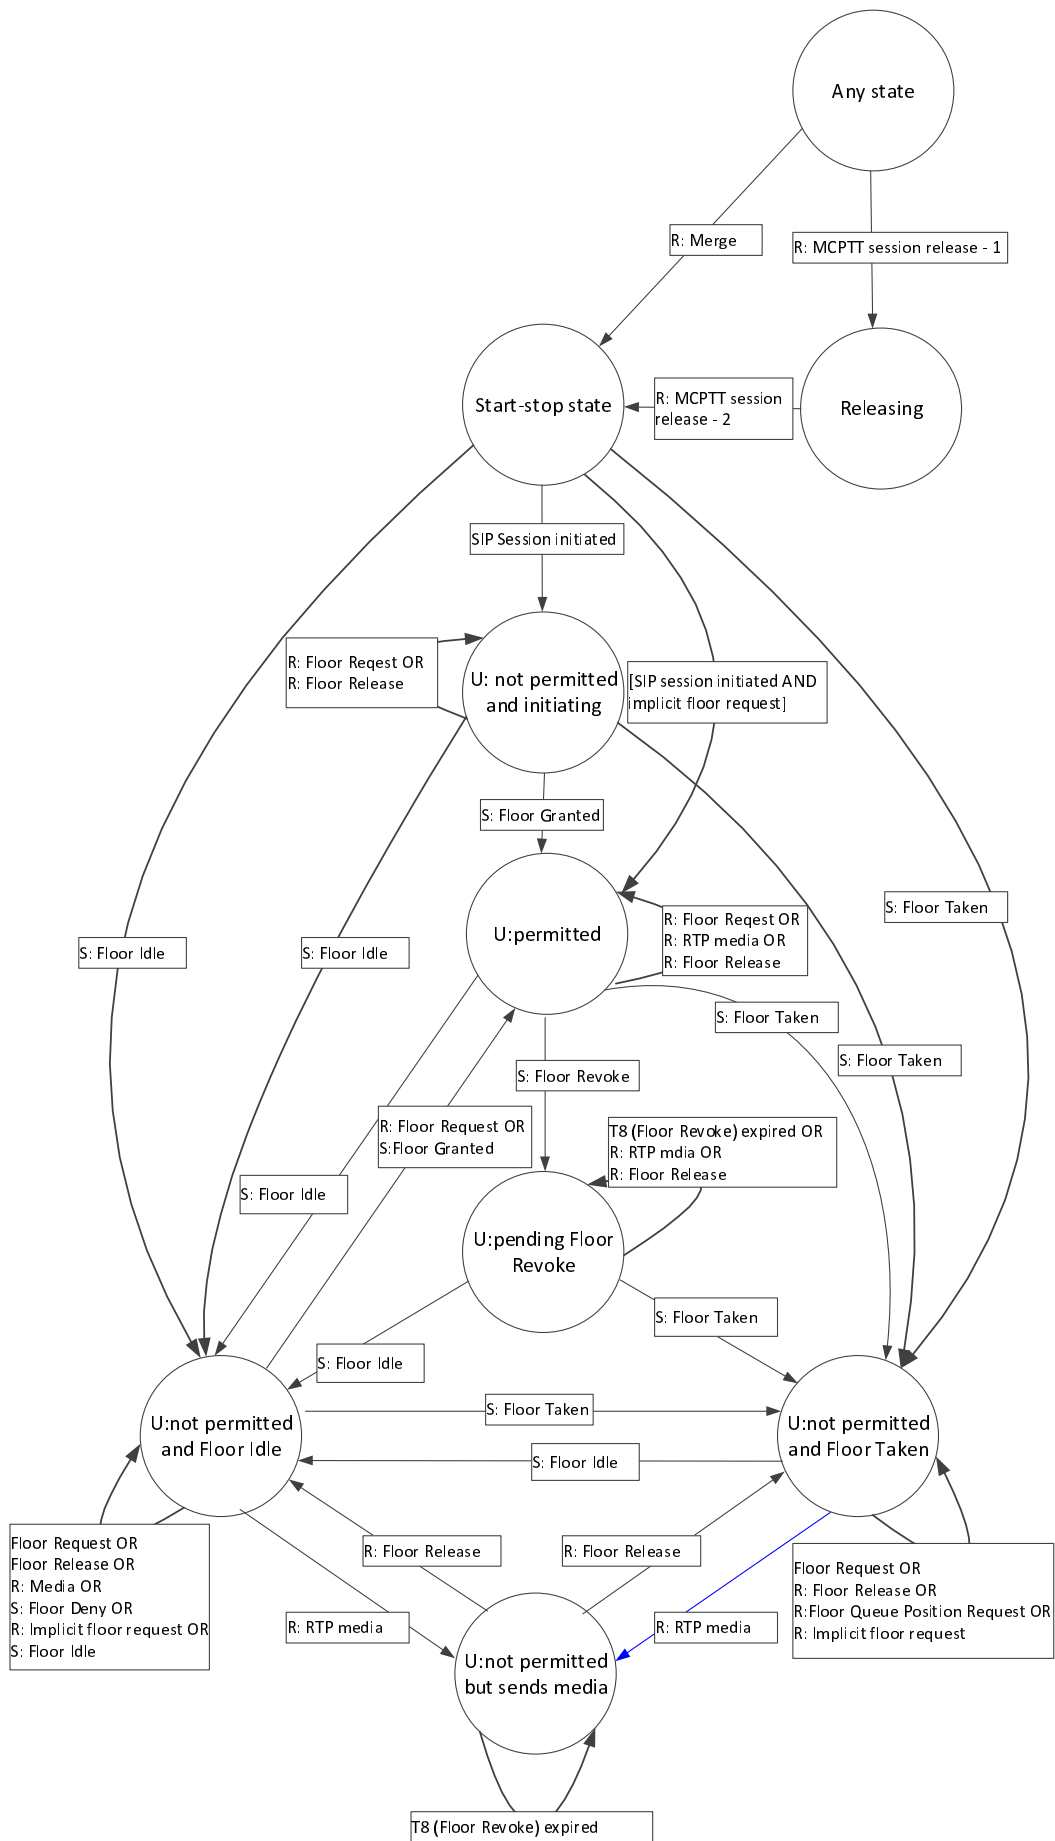 Any state
R: Merge
R: MCPTT session release - 1
Start-stop state
R: MCPTT session
release - 2
Releasing
SIP Session initiated
R: Floor Reqest OR
R: Floor Release
U: not permitted
and initiating
[SIP session initiated AND
implicit floor request]
S: Floor Granted
S: Floor Taken
U:permitted
R: Floor Reqest OR
R: RTP media OR
R: Floor Release
S: Floor Idle
S: Floor Idle
S: Floor Taken
S: Floor Taken
S: Floor Revoke
R: Floor Request OR
S:Floor Granted
T8 (Floor Revoke) expired OR
R: RTP mdia OR
R: Floor Release
S: Floor Idle
U:pending Floor
Revoke
S: Floor Taken
S: Floor Idle
U:not permitted
and Floor Idle
S: Floor Taken
U:not permitted
and Floor Taken
S: Floor Idle
Floor Request OR
Floor Release OR
R: Media OR
S: Floor Deny OR
R: Implicit floor request OR
S: Floor Idle
R: Floor Release
R: Floor Release
Floor Request OR
R: Floor Release OR
R:Floor Queue Position Request OR
R: Implicit floor request
R: RTP media
R: RTP media
U:not permitted
but sends media
T8 (Floor Revoke) expired